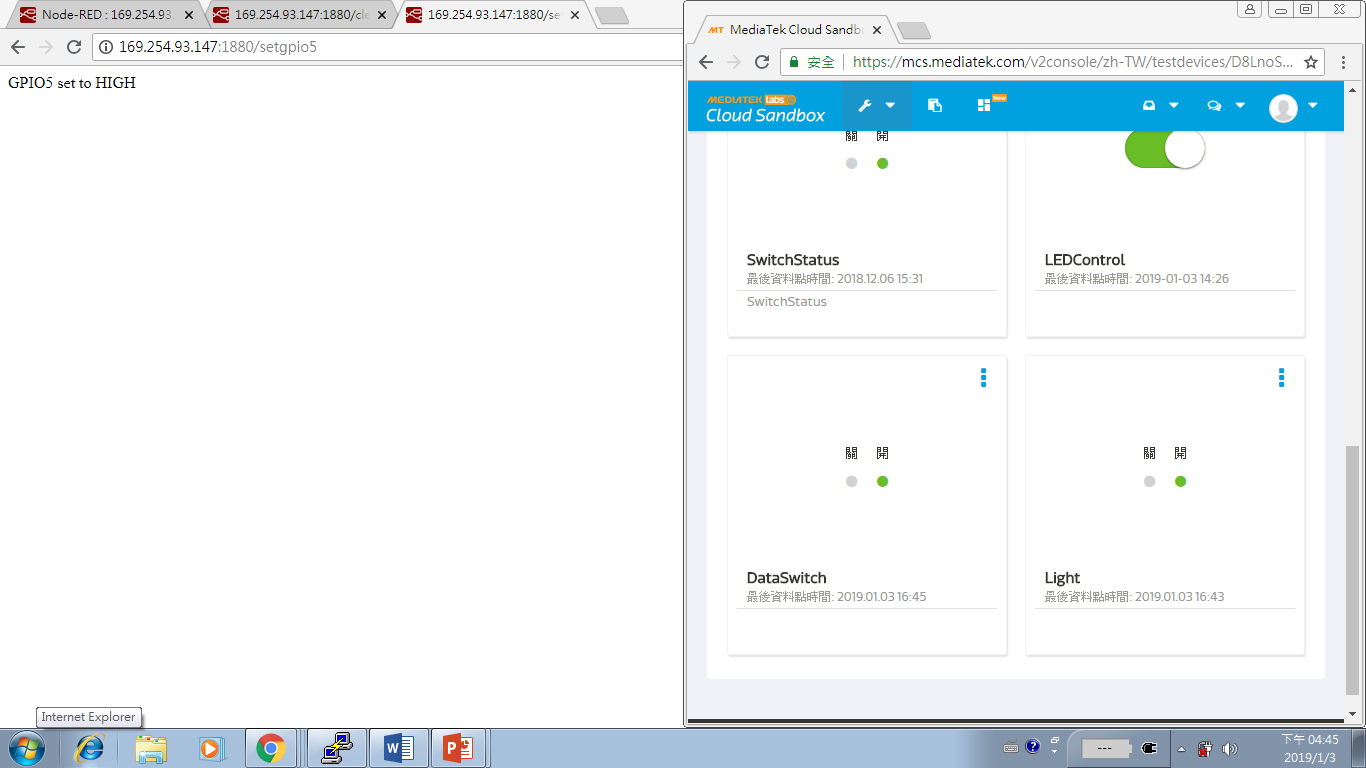 Node-RED : 169.254.93.
169.254.93.147:1880/cle
169.254.93.147:1880/se
169.254.93.147:1880/setgpio5
GPIO5 set to HIGH
MediaTek Cloud Sandb
安全
https://mcs.mediatek.com/v2console/zh-TW/testdevices/D8LnoS...
MEDIATEK labs
Cloud Sandbox
New
關 開
SwitchStatus
最後資料點時間: 2018.12.06 15:31
SwitchStatus
LEDControl
最後資料點時間: 2019-01-03 14:26
關 開
DataSwitch
最後資料點時間: 2019.01.03 16:45
關 開
Light
最後資料點時間: 2019.01.03 16:43
Internet Explorer
---
下午 04:45
2019/1/3